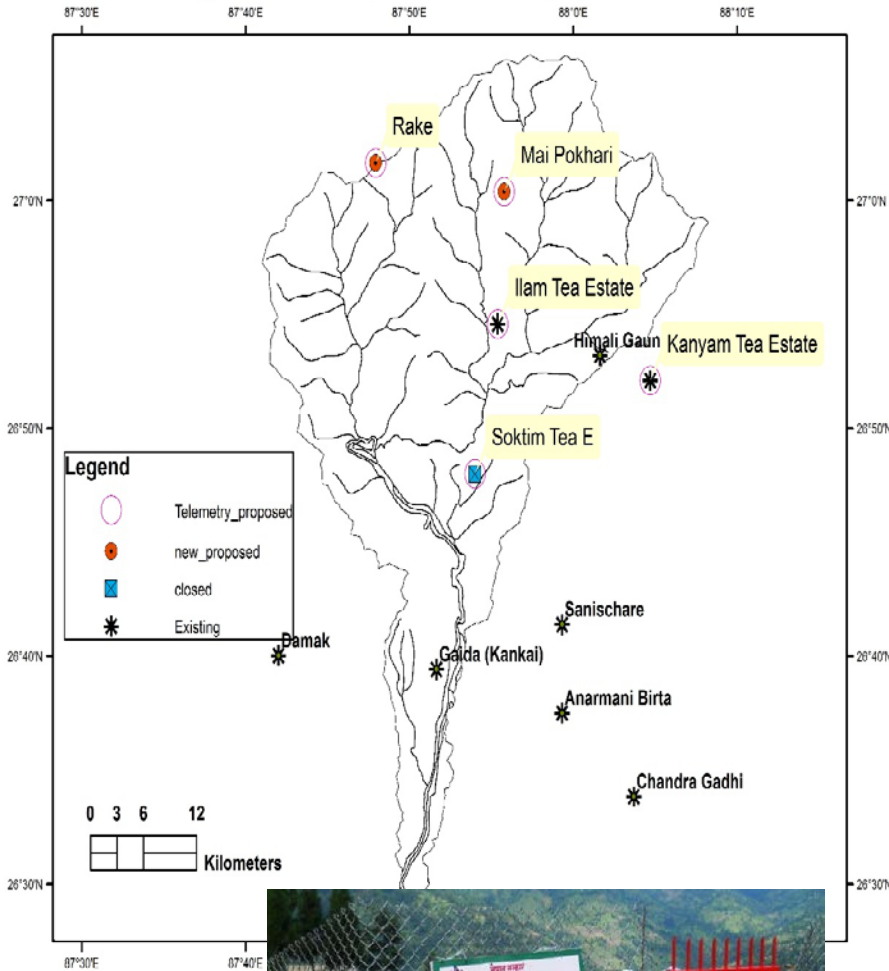 87°30'E 87°40'E 87°50'E 88°0'E 88°10'E
Rake
Mai Pokhari
27°0'N 27°0'N
Ilam Tea Estate
Himali Gaun
Kanyam Tea Estate
26°50'N 26°50'N
Soktim Tea E
Legend
Telemetry_proposed
new_proposed
closed
Existing
Sanischare
Damak
26°40'N 26°40'N
Gaida (Kankai)
Anarmani Birta
Chandra Gadhi
0 3 6 12
Kilometers
26°30'N 26°30'N
नेपाल सरकार
87°30'E 87°40'E